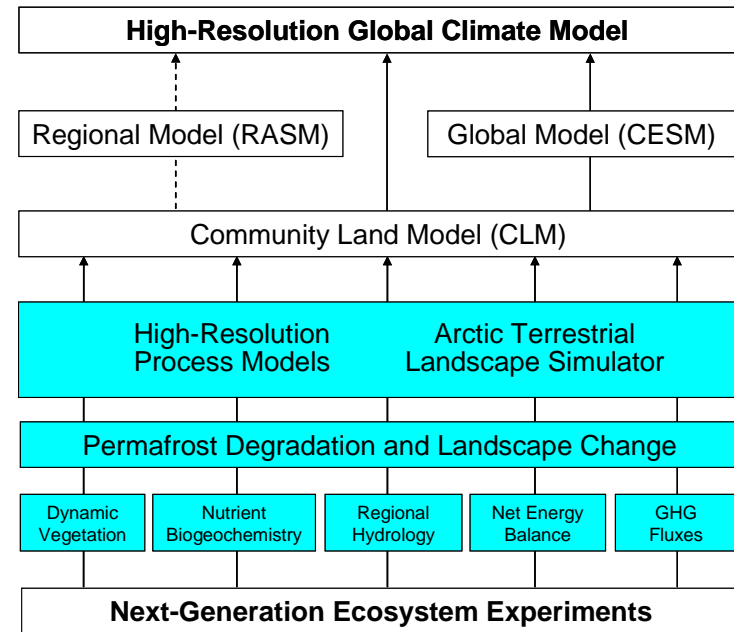 High-Resolution Global Climate Model
Regional Model (RASM)
Global Model (CESM)
Community Land Model (CLM)
High-Resolution
Process Models
Arctic Terrestrial
Landscape Simulator
Permafrost Degradation and Landscape Change
Dynamic
Vegetation
Nutrient
Biogeochemistry
Regional
Hydrology
Net Energy
Balance
GHG
Fluxes
Next-Generation Ecosystem Experiments